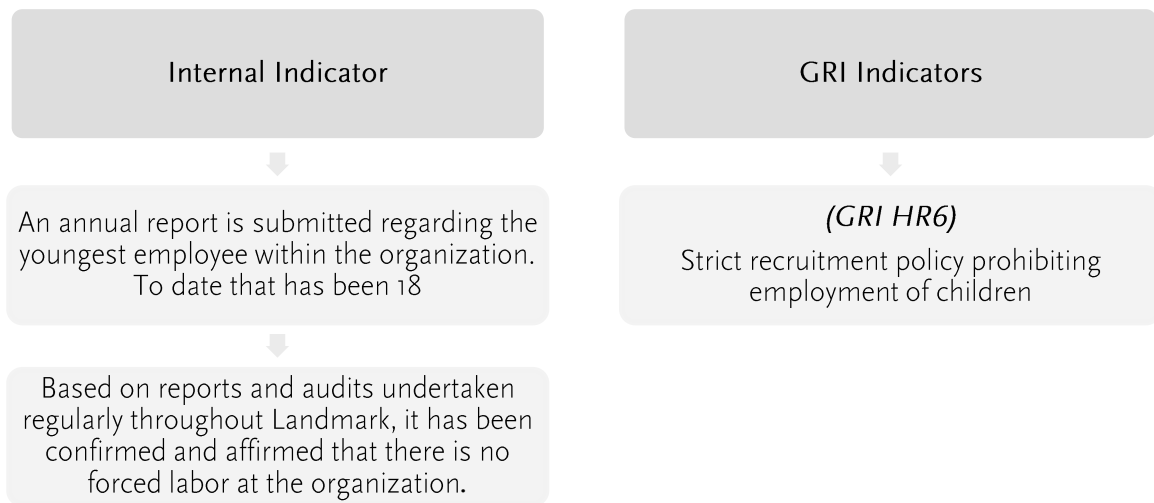 Internal Indicator
An annual report is submitted regarding the
youngest employee within the organization.
To date that has been 18
Based on reports and audits undertaken
regularly throughout Landmark, it has been
confirmed and affirmed that there is no
forced labor at the organization.
GRI Indicators
(GRI HR6)
Strict recruitment policy prohibiting
employment of children